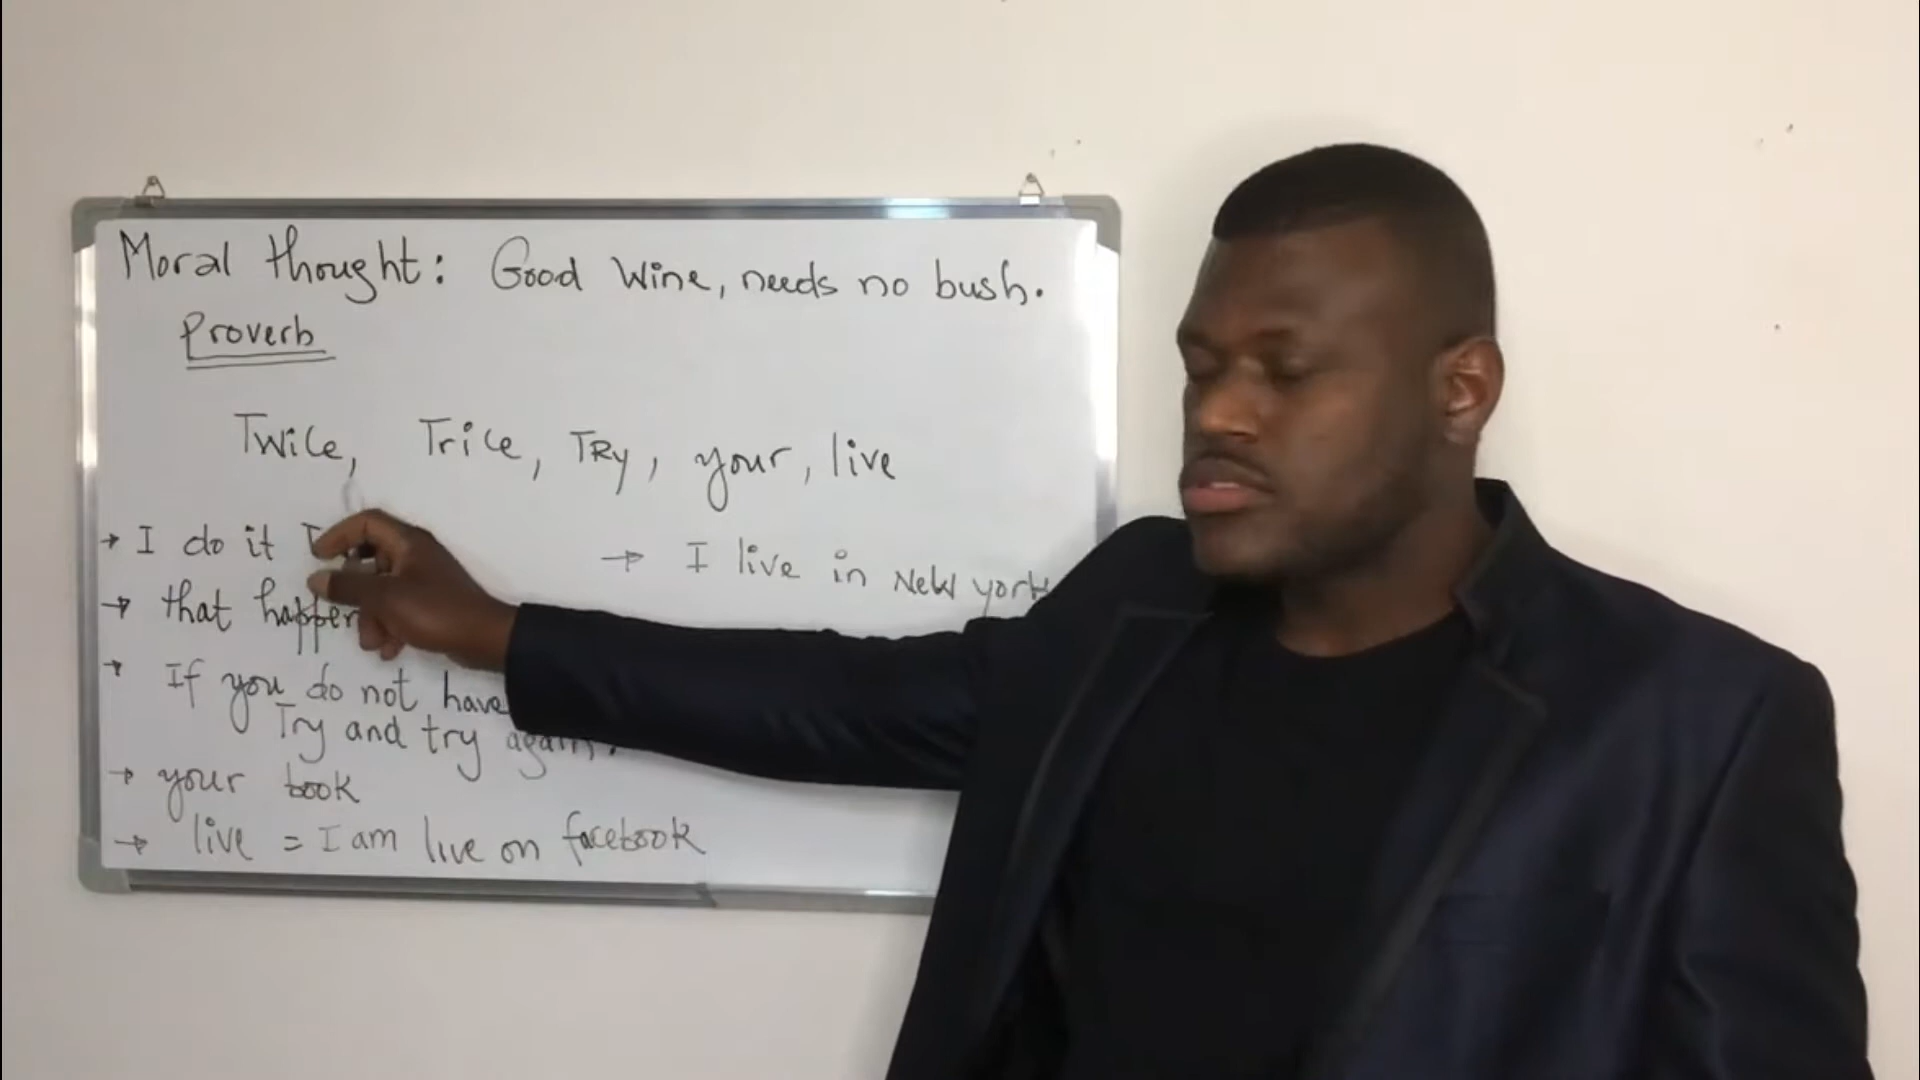 Moral thought: Good Wine, needs no bush.
Proverb
Twice, Trice, TRY, your, live
→ I do it
→ I live in New york
→ that happen
→ If you do not have
Try and try again,
→ your book
→ live = I am live on facebook